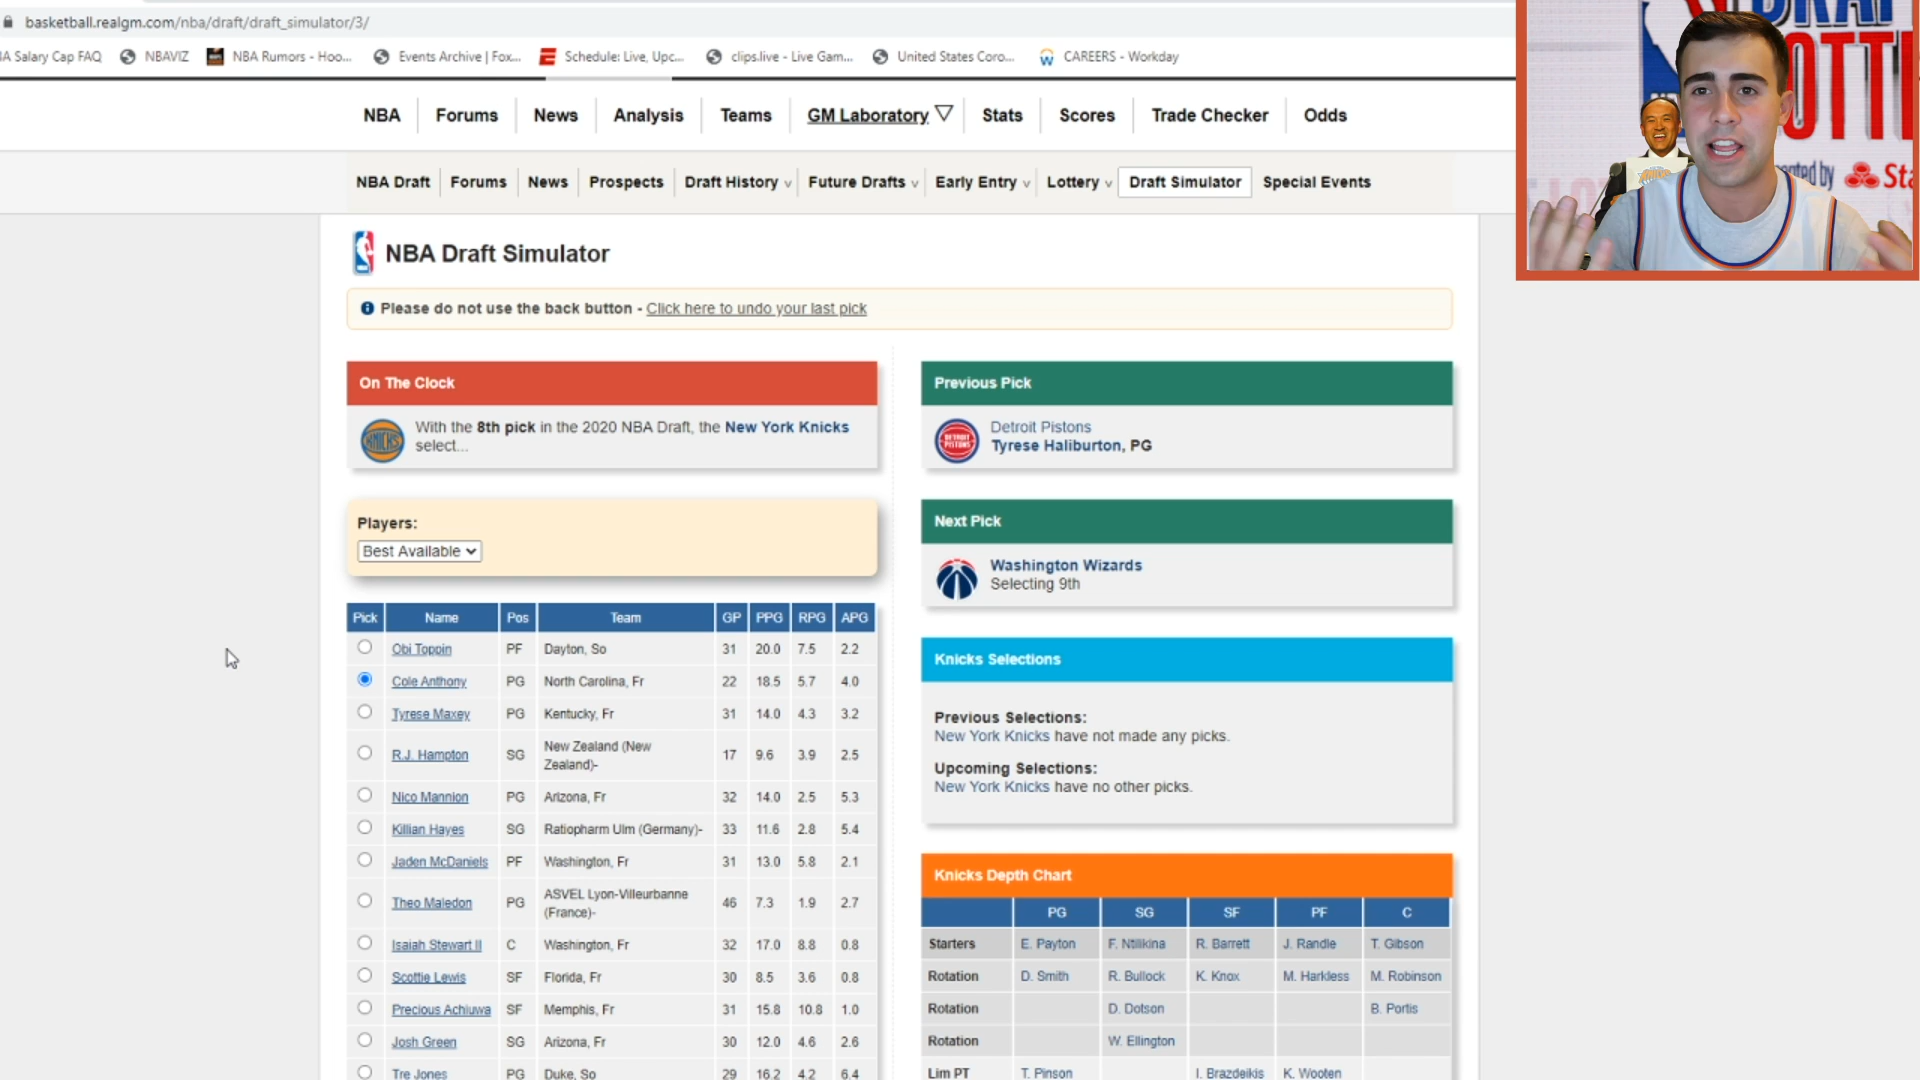 basketball.realgm.com/nba/draft/draft_simulator/3/
A Salary Cap FAQ NBAVIZ NBA Rumors - Hoo... Events Archive | Fox... Schedule: Live, Upc... clips.live - Live Gam... United States Coro... CAREERS - Workday
NBA Forums News Analysis Teams GM Laboratory Stats Scores Trade Checker Odds
NBA Draft Forums News Prospects Draft History v Future Drafts v Early Entry v Lottery v Draft Simulator Special Events
NBA Draft Simulator
Please do not use the back button - Click here to undo your last pick
On The Clock
With the 8th pick in the 2020 NBA Draft, the New York Knicks
select...
Previous Pick
Detroit Pistons
Tyrese Haliburton, PG
Players:
Best Available
Next Pick
Washington Wizards
Selecting 9th
Pick Name Pos Team GP PPG RPG APG
Obi Toppin PF Dayton, So 31 20.0 7.5 2.2
Cole Anthony PG North Carolina, Fr 22 18.5 5.7 4.0
Tyrese Maxey PG Kentucky, Fr 31 14.0 4.3 3.2
R.J. Hampton SG New Zealand (New
Zealand)- 17 9.6 3.9 2.5
Nico Mannion PG Arizona, Fr 32 14.0 2.5 5.3
Killian Hayes SG Ratiopharm Ulm (Germany)- 33 11.6 2.8 5.4
Jaden McDaniels PF Washington, Fr 31 13.0 5.8 2.1
Theo Maledon PG ASVEL Lyon-Villeurbanne
(France)- 46 7.3 1.9 2.7
Isaiah Stewart II C Washington, Fr 32 17.0 8.8 0.8
Scottie Lewis SF Florida, Fr 30 8.5 3.6 0.8
Precious Achiuwa SF Memphis, Fr 31 15.8 10.8 1.0
Josh Green SG Arizona, Fr 30 12.0 4.6 2.6
Tre Jones PG Duke, So 29 16.2 4.2 6.4
Knicks Selections
Previous Selections:
New York Knicks have not made any picks.
Upcoming Selections:
New York Knicks have no other picks.
Knicks Depth Chart
PG SG SF PF C
Starters E. Payton F. Ntilikina R. Barrett J. Randle T. Gibson
Rotation D. Smith R. Bullock K. Knox M. Harkless M. Robinson
Rotation D. Dotson B. Portis
Rotation W. Ellington
Lim PT T. Pinson I. Brazdeikis K. Wooten
DRAF
OTT
nted by Sta
KNICKS
DETROIT
PISTONS